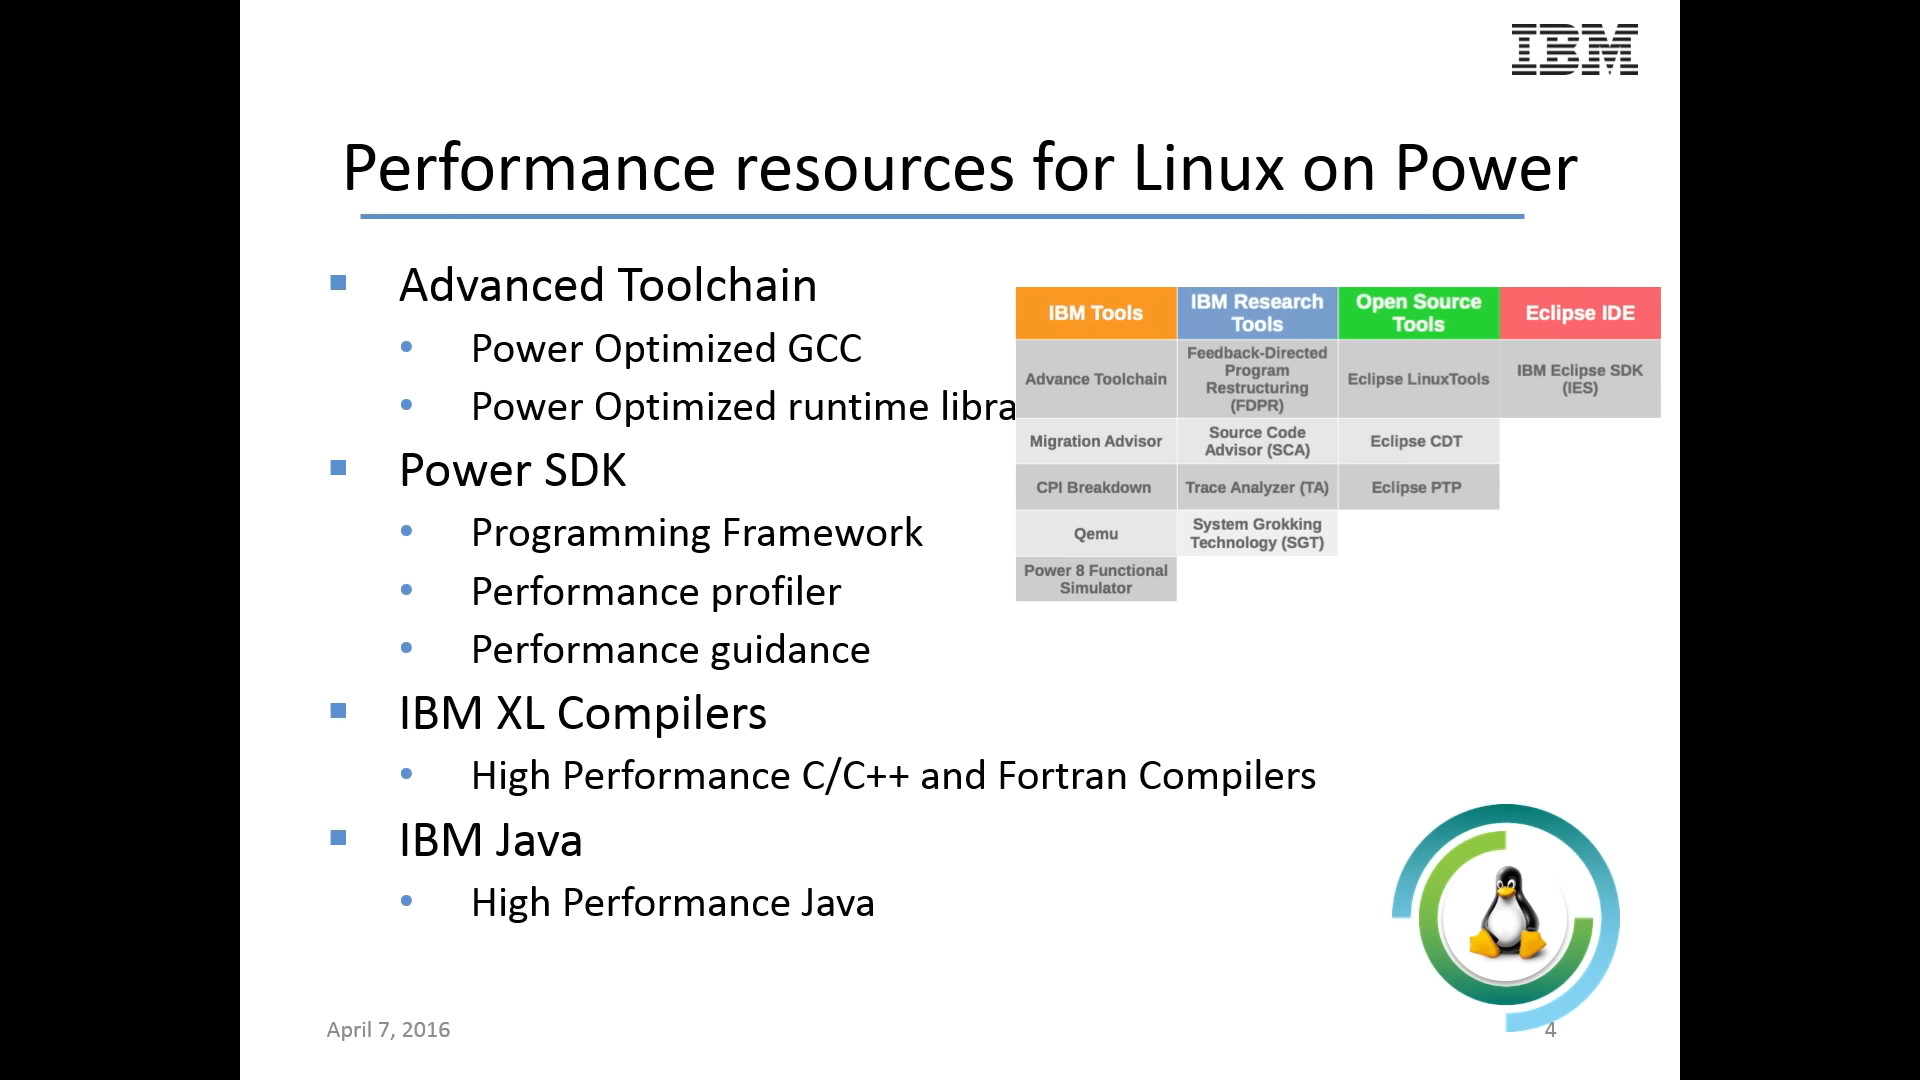 IBM
Performance resources for Linux on Power
Advanced Toolchain
Power Optimized GCC
Power Optimized runtime libra
Power SDK
Programming Framework
Performance profiler
Performance guidance
IBM XL Compilers
High Performance C/C++ and Fortran Compilers
IBM Java
High Performance Java
IBM Tools
IBM Research
Tools
Open Source
Tools
Eclipse IDE
Advance Toolchain
Feedback-Directed
Program
Restructuring
(FDPR)
Eclipse LinuxTools
IBM Eclipse SDK
(IES)
Migration Advisor
Source Code
Advisor (SCA)
Eclipse CDT
CPI Breakdown
Trace Analyzer (TA)
Eclipse PTP
Qemu
System Grokking
Technology (SGT)
Power 8 Functional
Simulator
April 7, 2016
4